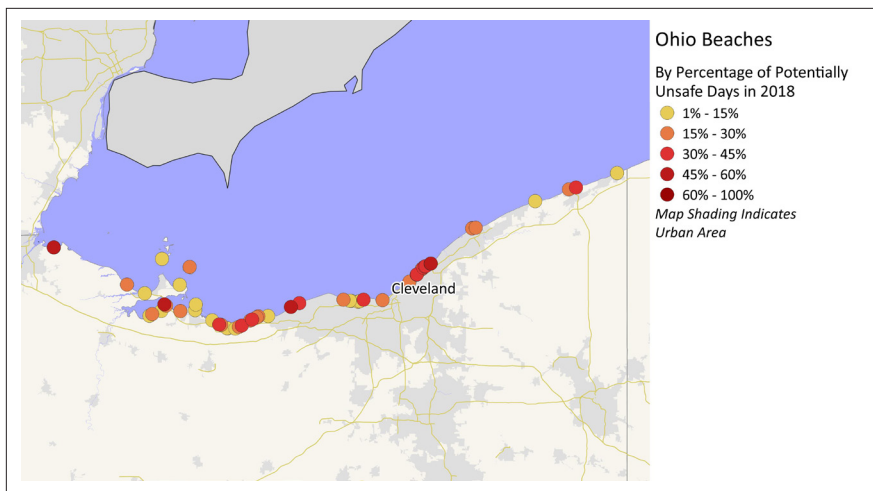 Ohio Beaches
By Percentage of Potentially
Unsafe Days in 2018
1% - 15%
15% - 30%
30% - 45%
45% - 60%
60% - 100%
Map Shading Indicates
Urban Area
Cleveland